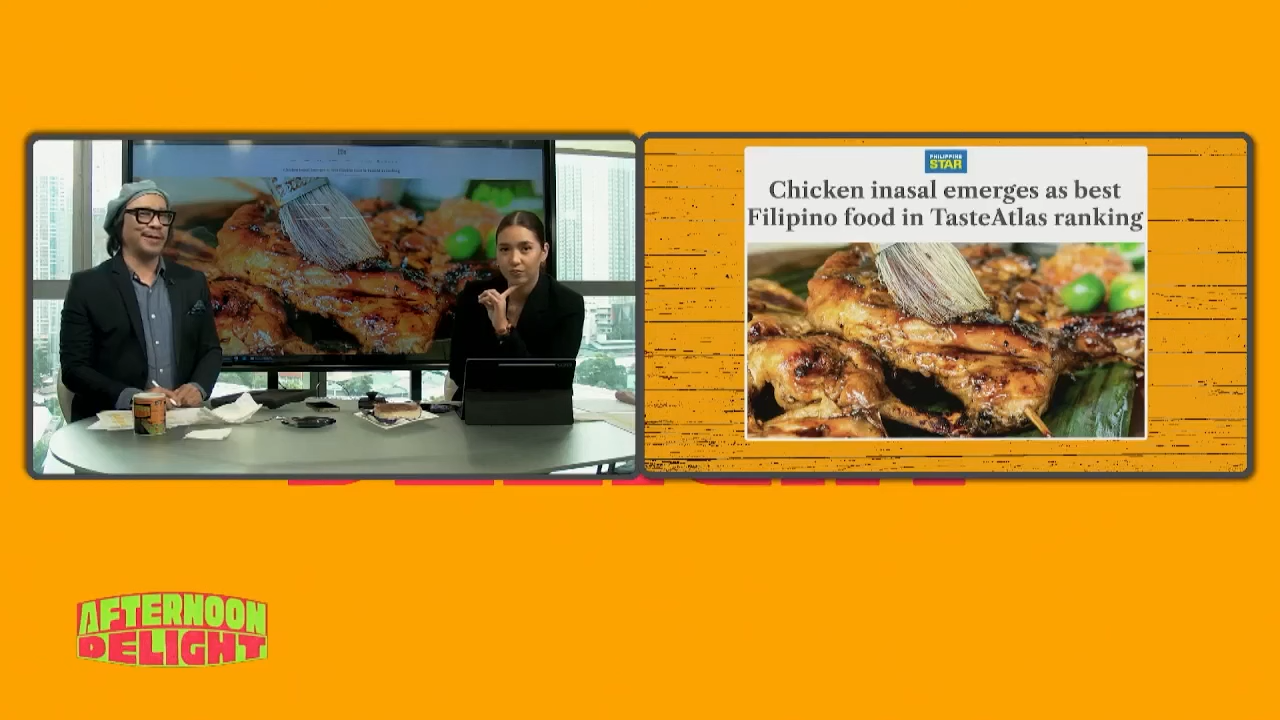 PHILIPPINE
STAR
Chicken inasal emerges as best
Filipino food in TasteAtlas ranking
AFTERNOON
DELIGHT